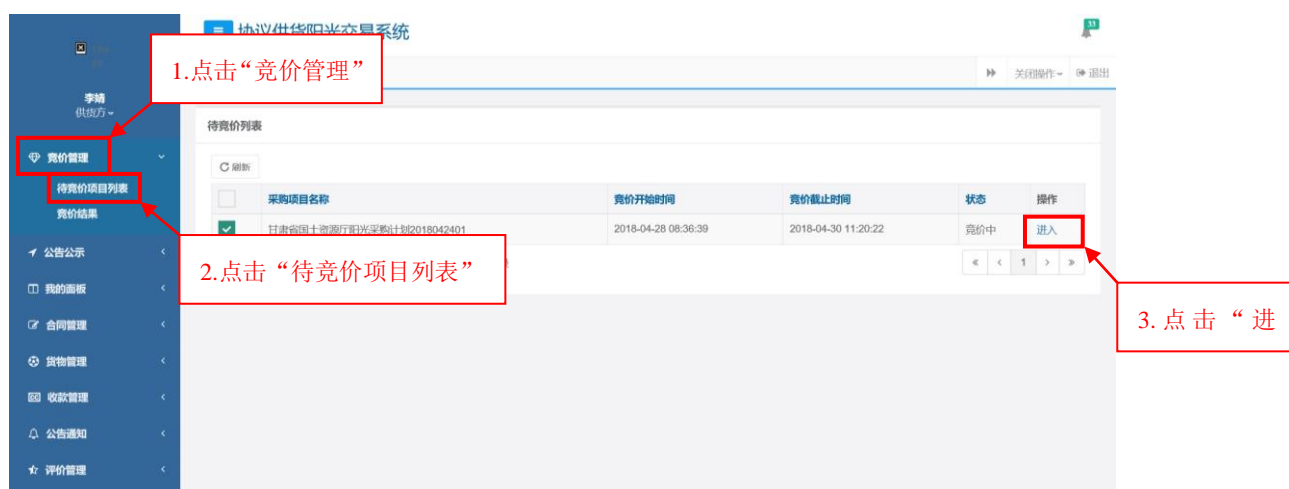 协议供货阳光交易系统
33
1.点击“竞价管理”
关闭操作
退出
李婧
供货方
待竞价列表
竞价管理
刷新
待竞价项目列表
竞价结果
采购项目名称 竞价开始时间 竞价截止时间 状态 操作
甘肃省国土资源厅阳光采购计划2018042401 2018-04-28 08:36:39 2018-04-30 11:20:22 竞价中 进入
« ‹ 1 › »
2.点击“待竞价项目列表”
3.点击“进
公告公示
我的面板
合同管理
货物管理
收款管理
公告通知
评价管理